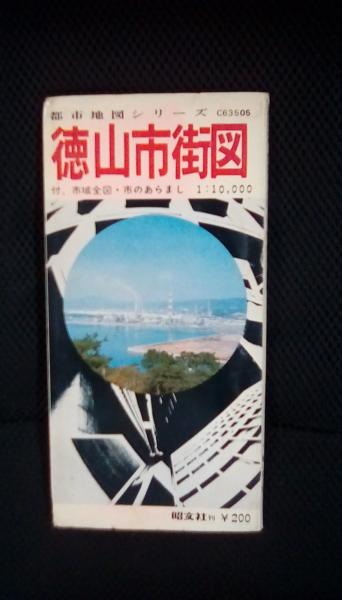 都市地図シリーズ C63505
徳山市街図
付、市域全図・市のあらまし 1:10,000
昭文社刊 ¥200